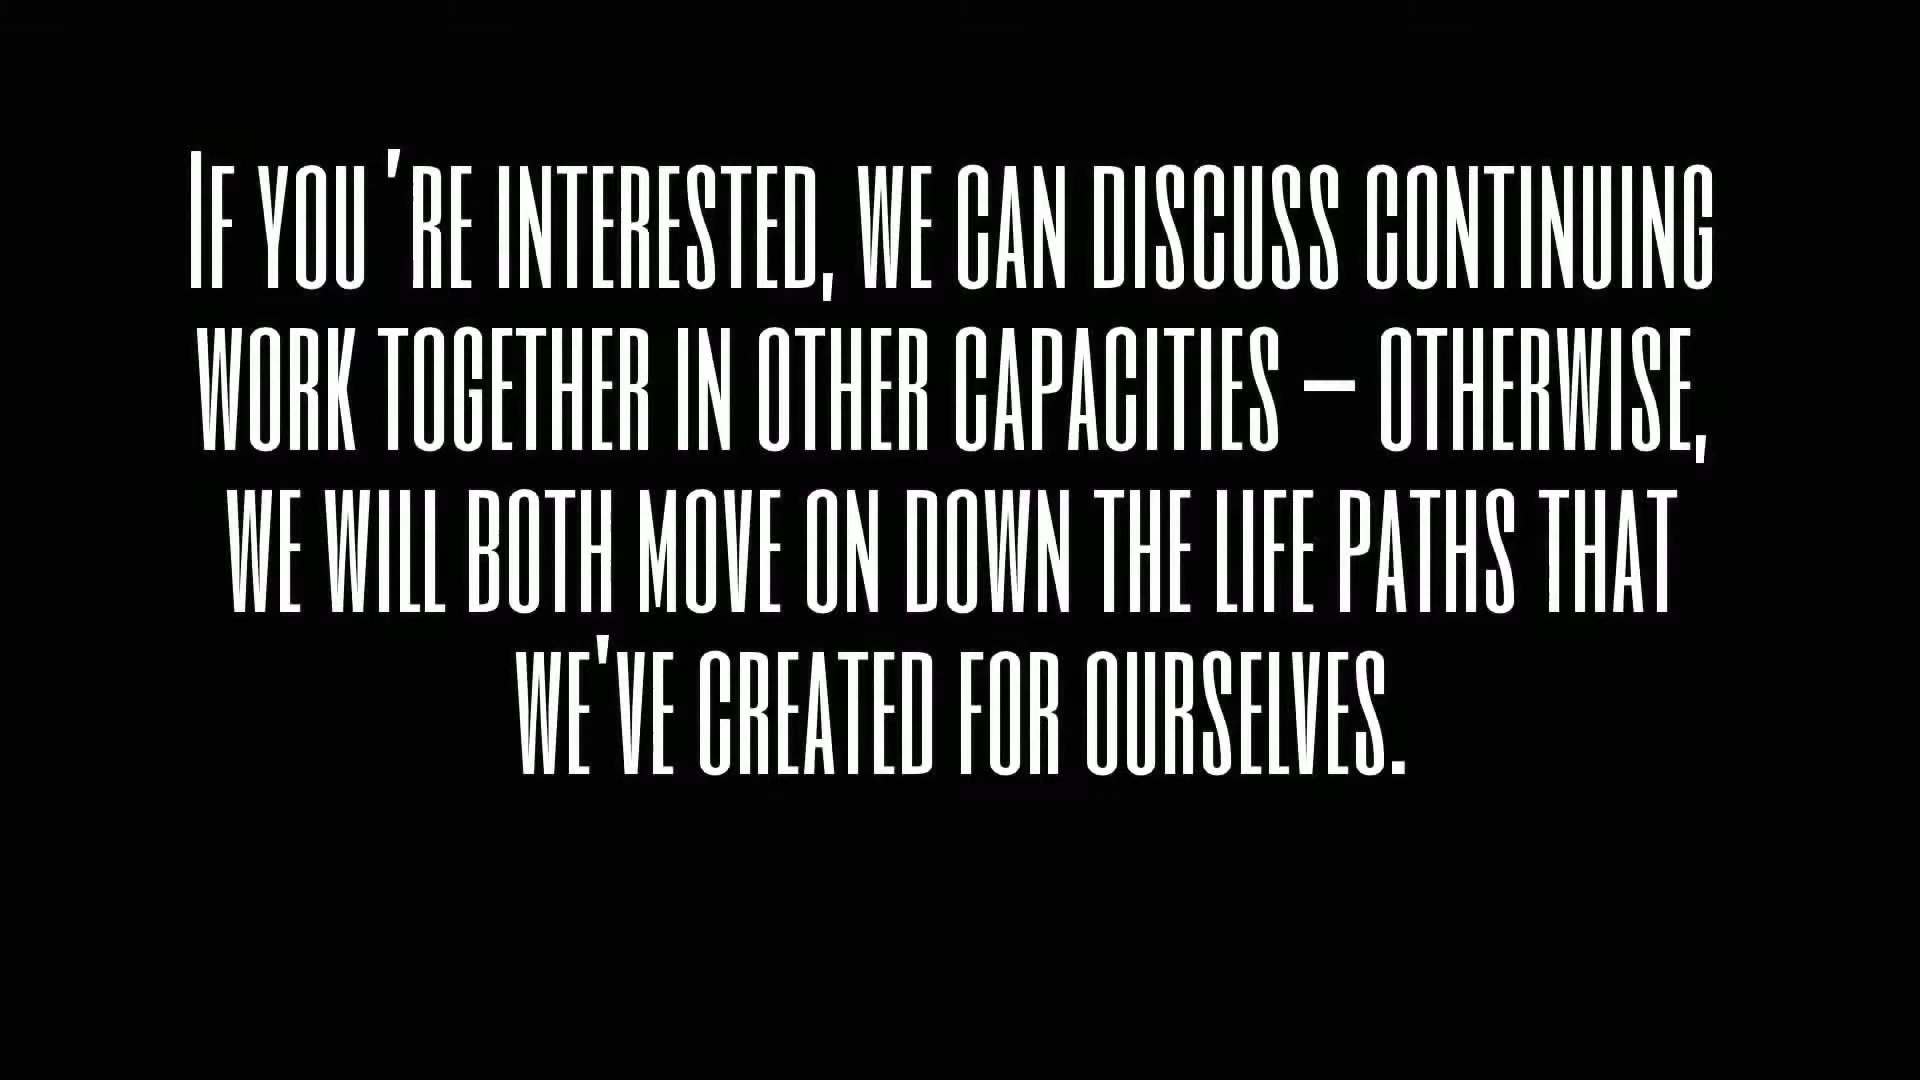 If you're interested, we can discuss continuing
work together in other capacities – otherwise,
we will both move on down the life paths that
we've created for ourselves.